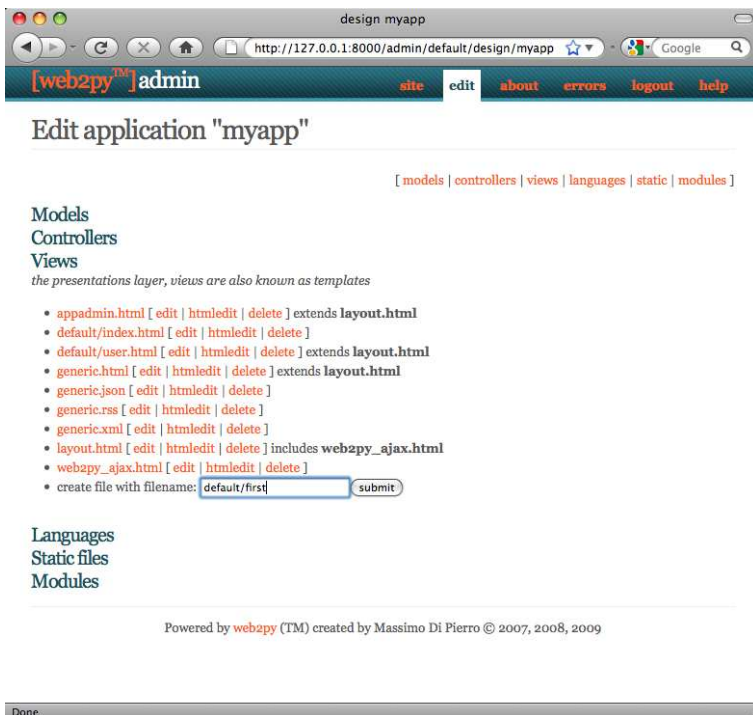 design myapp
http://127.0.0.1:8000/admin/default/design/myapp Google
[web2py™]admin site edit about errors logout help
Edit application "myapp"
[ models | controllers | views | languages | static | modules ]
Models
Controllers
Views
the presentations layer, views are also known as templates
• appadmin.html [ edit | htmledit | delete ] extends layout.html
• default/index.html [ edit | htmledit | delete ]
• default/user.html [ edit | htmledit | delete ] extends layout.html
• generic.html [ edit | htmledit | delete ] extends layout.html
• generic.json [ edit | htmledit | delete ]
• generic.rss [ edit | htmledit | delete ]
• generic.xml [ edit | htmledit | delete ]
• layout.html [ edit | htmledit | delete ] includes web2py_ajax.html
• web2py_ajax.html [ edit | htmledit | delete ]
• create file with filename: default/first submit
Languages
Static files
Modules
Powered by web2py (TM) created by Massimo Di Pierro © 2007, 2008, 2009
Done